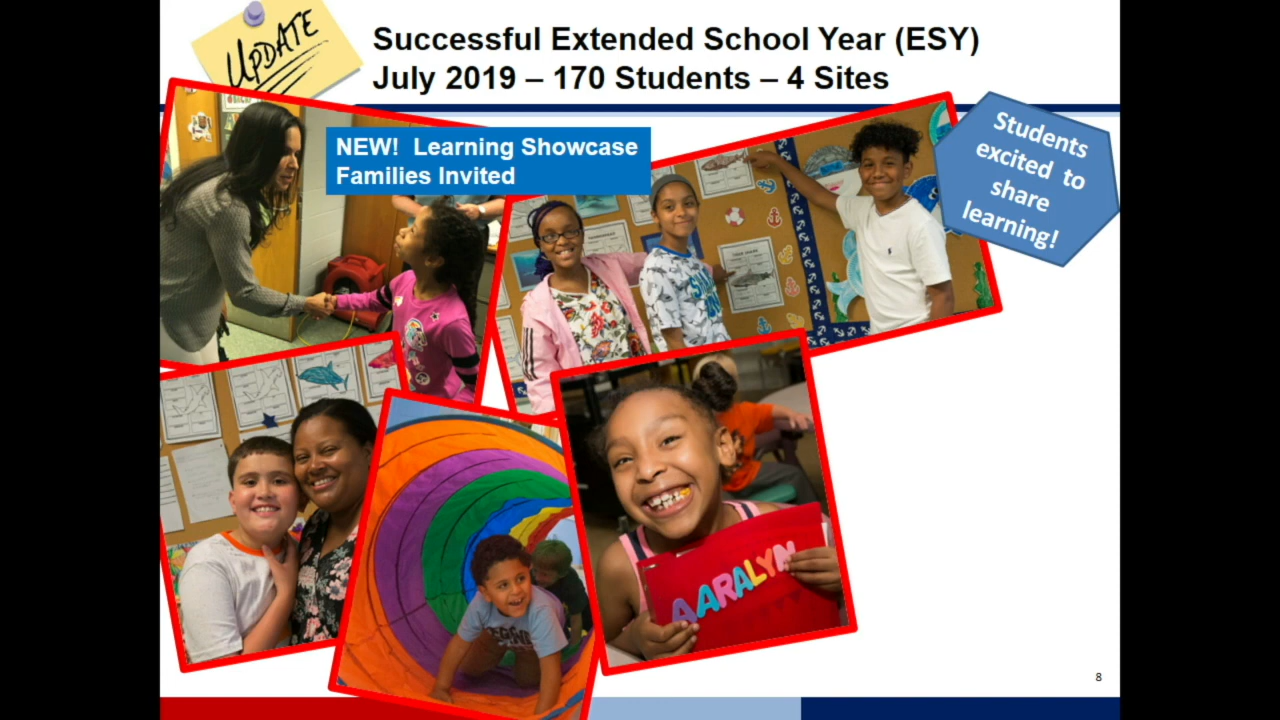 UPDATE
Successful Extended School Year (ESY)
July 2019 – 170 Students – 4 Sites
NEW! Learning Showcase
Families Invited
Students
excited to
share
learning!
AARALYN
8